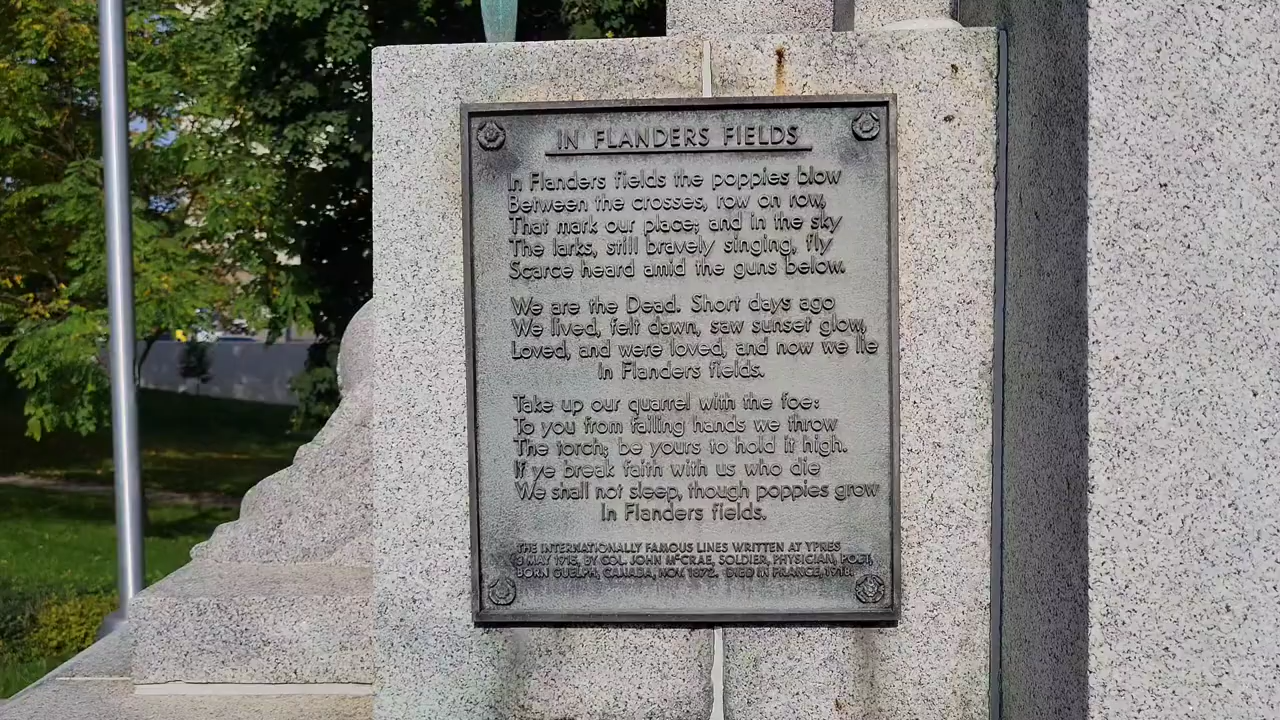 IN FLANDERS FIELDS
In Flanders fields the poppies blow
Between the crosses, row on row,
That mark our place; and in the sky
The larks, still bravely singing, fly
Scarce heard amid the guns below.
We are the Dead. Short days ago
We lived, felt dawn, saw sunset glow,
Loved, and were loved, and now we lie
In Flanders fields.
Take up our quarrel with the foe:
To you from failing hands we throw
The torch; be yours to hold it high.
If ye break faith with us who die
We shall not sleep, though poppies grow
In Flanders fields.
THE INTERNATIONALLY FAMOUS LINES WRITTEN AT YPRES
3 MAY 1915, BY COL. JOHN McCRAE, SOLDIER, PHYSICIAN, POET,
BORN GUELPH, CANADA, NOV. 1872. DIED IN FRANCE, 1918.